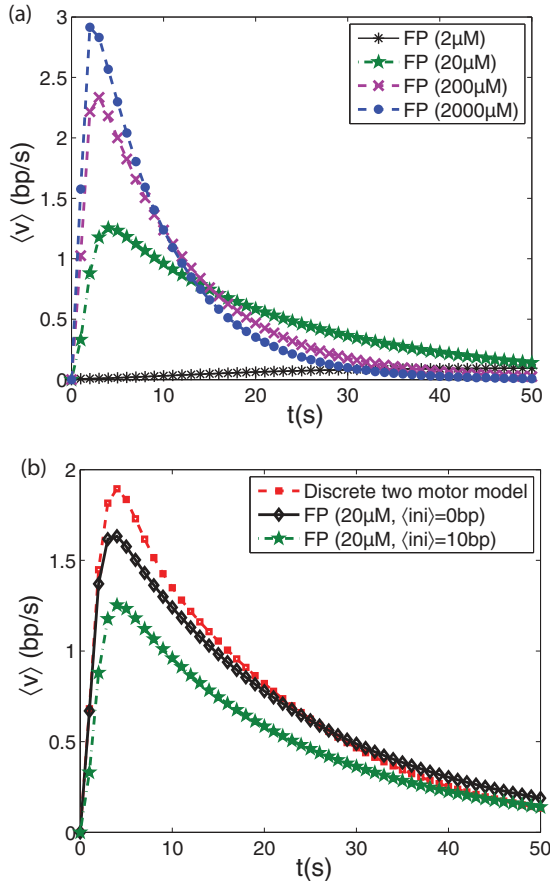 (a)
3
2.5
2
1.5
1
0.5
0
⟨v⟩ (bp/s)
FP (2μM)
FP (20μM)
FP (200μM)
FP (2000μM)
0 10 20 30 40 50
t(s)
(b)
2
1.5
1
0.5
0
⟨v⟩ (bp/s)
Discrete two motor model
FP (20μM, ⟨ini⟩=0bp)
FP (20μM, ⟨ini⟩=10bp)
0 10 20 30 40 50
t(s)